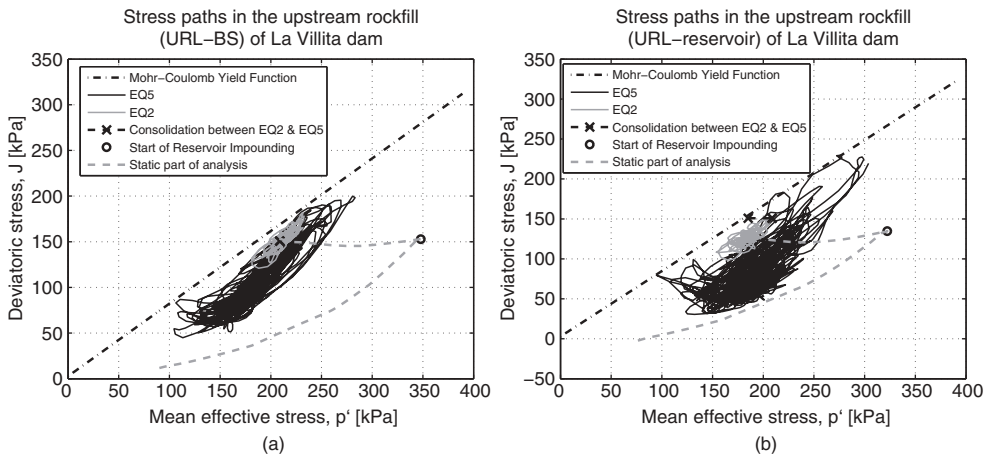 Stress paths in the upstream rockfill
(URL−BS) of La Villita dam
350
300
250
200
150
100
50
0
0
50
100
150
200
250
300
350
400
Mohr−Coulomb Yield Function
EQ5
EQ2
Consolidation between EQ2 & EQ5
Start of Reservoir Impounding
Static part of analysis
Deviatoric stress, J [kPa]
Mean effective stress, p‘ [kPa]
(a)
Stress paths in the upstream rockfill
(URL−reservoir) of La Villita dam
350
300
250
200
150
100
50
0
−50
0
50
100
150
200
250
300
350
400
Mohr−Coulomb Yield Function
EQ5
EQ2
Consolidation between EQ2 & EQ5
Start of Reservoir Impounding
Static part of analysis
Deviatoric stress, J [kPa]
Mean effective stress, p‘ [kPa]
(b)